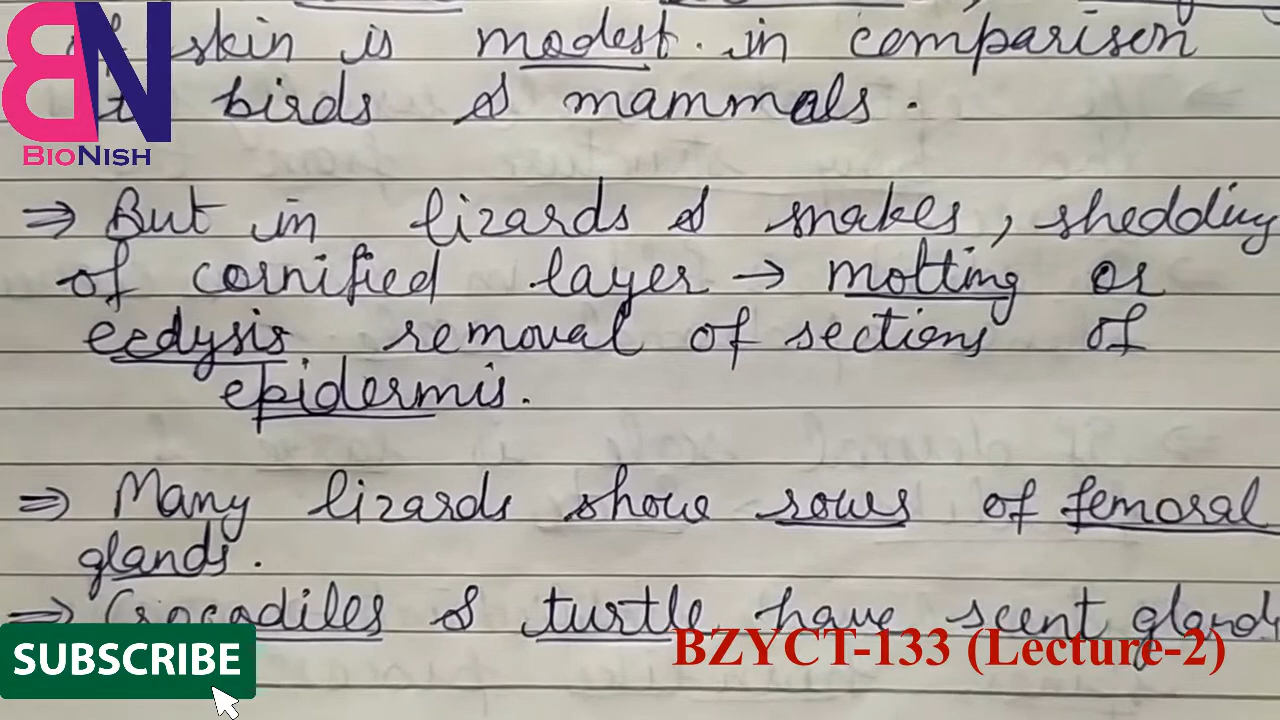 skin is modest. in comparison
BN
to birds & mammals.
BIONISH
⇒ But in lizards & snakes, shedding
of cornified layer → molting or
ecdysis removal of sections of
epidermis.
⇒ Many lizards show rows of femoral
glands.
⇒ Crocadiles & turtle have scent glands
SUBSCRIBE
BZYCT-133 (Lecture-2)